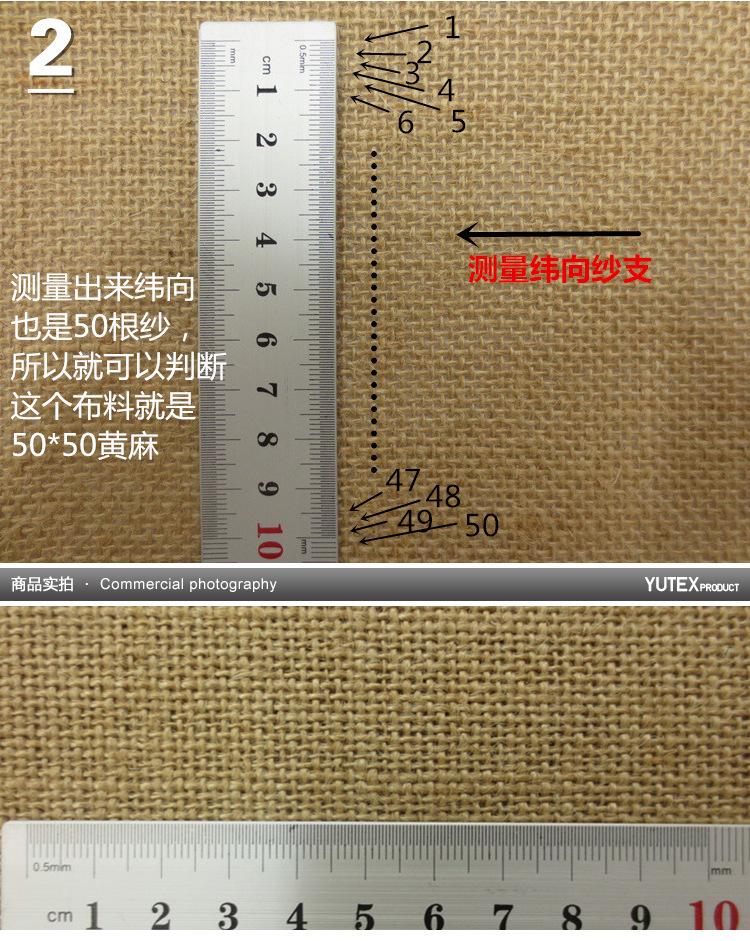 2
mm
cm
0.5mm
1
2
3
4
5
6
7
8
9
10
mm
1
2
3
4
5
6
测量纬向纱支
测量出来纬向
也是50根纱，
所以就可以判断
这个布料就是
50*50黄麻
47
48
49
50
商品实拍 · Commercial photography
YUTEX PRODUCT
0.5mm
mm
cm 1 2 3 4 5 6 7 8 9 10